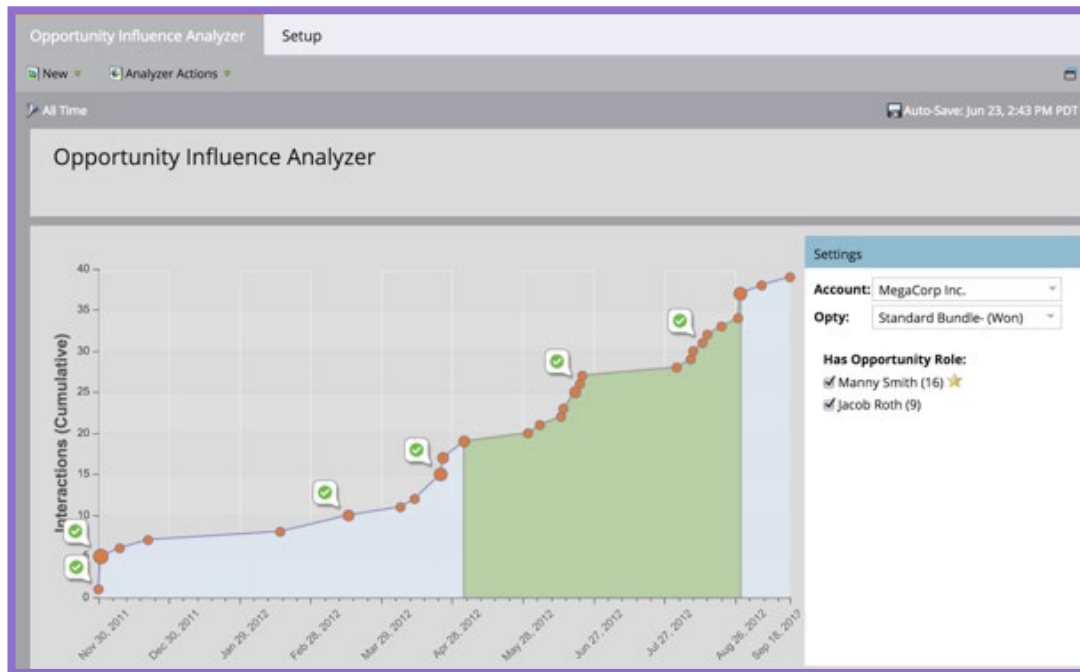 Opportunity Influence Analyzer Setup
New Analyzer Actions
All Time Auto-Save: Jun 23, 2:43 PM PDT
Opportunity Influence Analyzer
Interactions (Cumulative)
40
35
30
25
20
15
10
5
0
Nov 30, 2011
Dec 30, 2011
Jan 29, 2012
Feb 28, 2012
Mar 29, 2012
Apr 28, 2012
May 28, 2012
Jun 27, 2012
Jul 27, 2012
Aug 26, 2012
Sep 18, 2012
Settings
Account: MegaCorp Inc.
Opty: Standard Bundle- (Won)
Has Opportunity Role:
Manny Smith (16)
Jacob Roth (9)